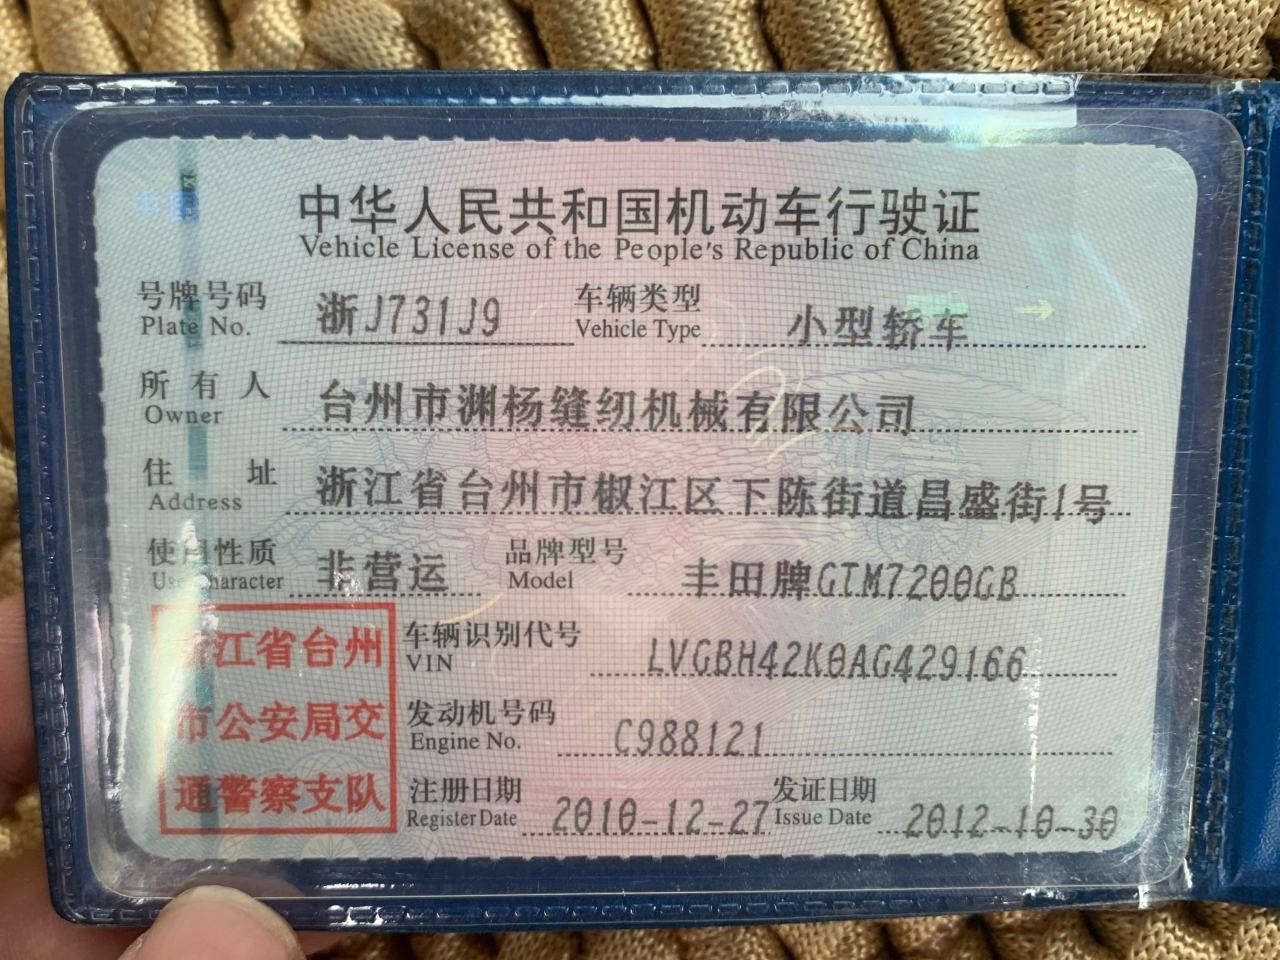 中华人民共和国机动车行驶证
Vehicle License of the People's Republic of China
号牌号码 浙J731J9 车辆类型 小型轿车
Plate No. Vehicle Type
所有人 台州市渊杨缝纫机械有限公司
Owner
住址 浙江省台州市椒江区下陈街道昌盛街1号
Address
使用性质 非营运 品牌型号 丰田牌GTM7200GB
Use Character Model
浙江省台州
市公安局交
通警察支队
车辆识别代号 LVGBH42K0AG429166
VIN
发动机号码 C988121
Engine No.
注册日期 2010-12-27 发证日期 2012-10-30
Register Date Issue Date